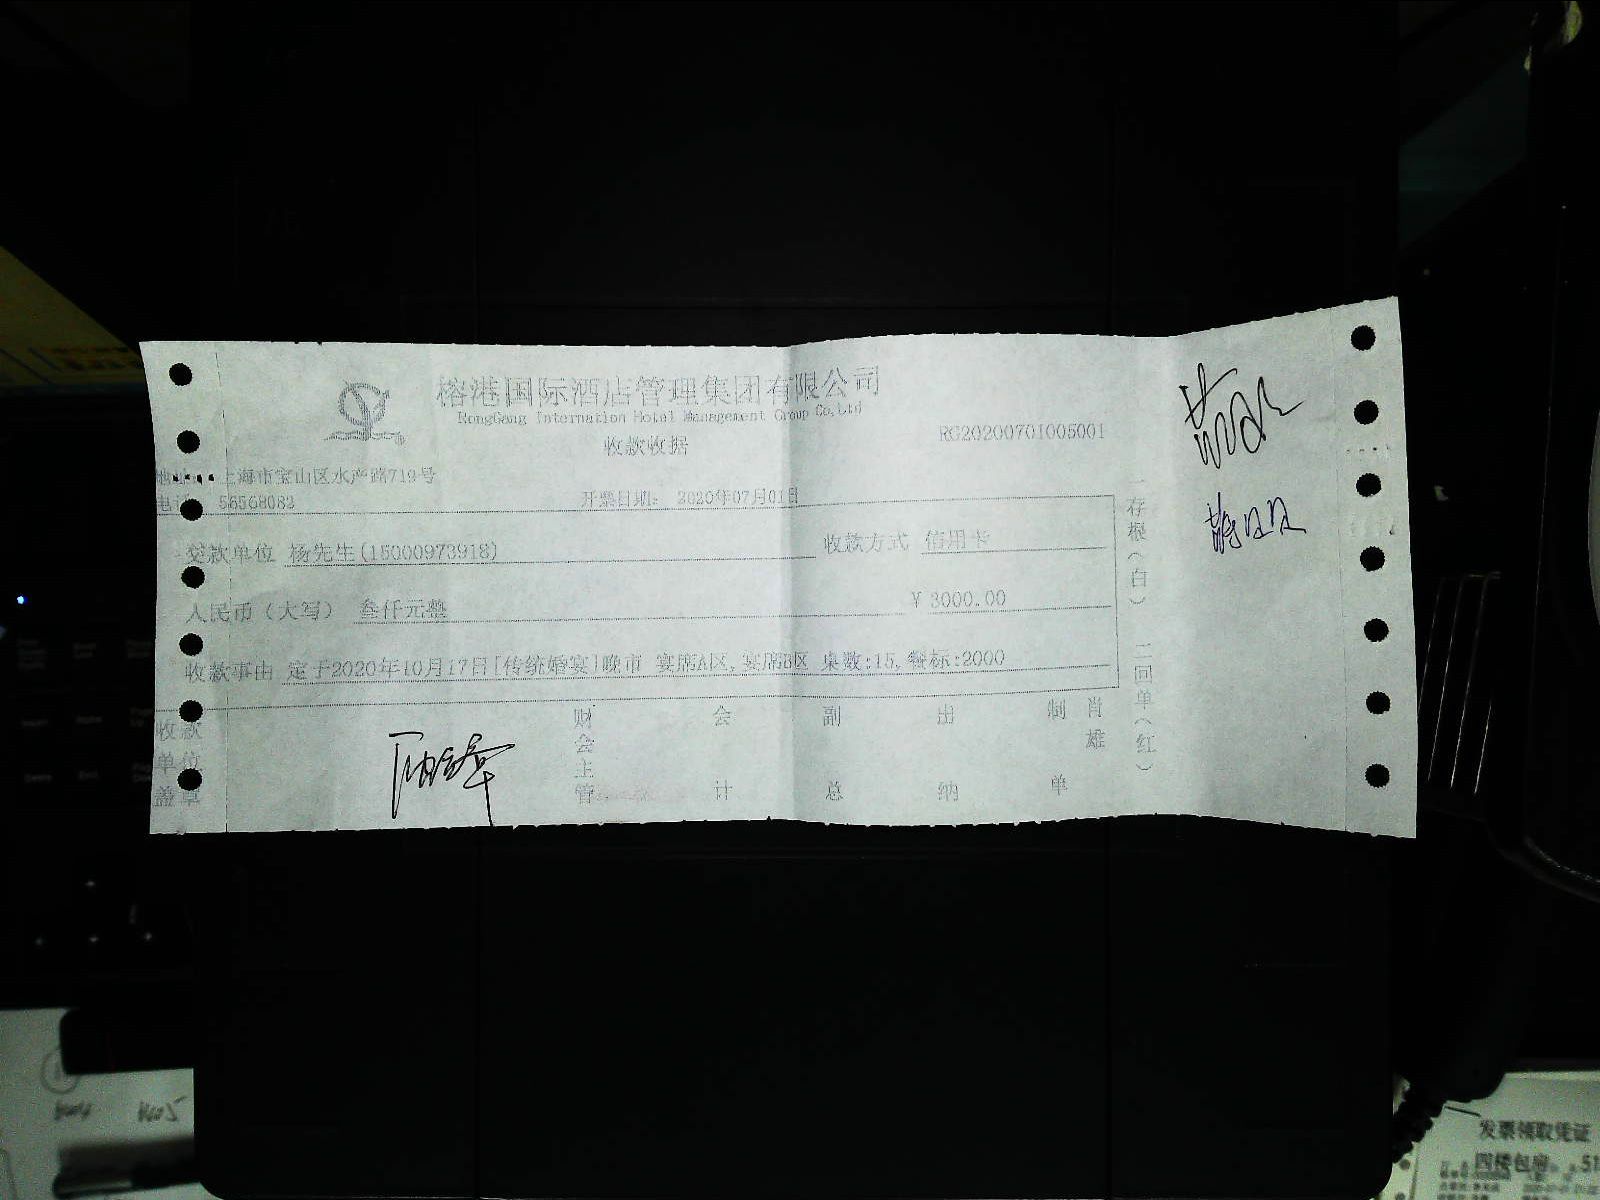 榕港国际酒店管理集团有限公司
RongGang Internation Hotel Management Group Co,Ltd
收款收据
RG20200701005001
上海市宝山区水产路719号
56568083
开票日期: 2020年07月01日
交款单位 杨先生(15000973918) 收款方式 信用卡
人民币（大写） 叁仟元整 ￥3000.00
收款事由 定于2020年10月17日[传统婚宴]晚市 宴席A区,宴席B区 桌数:15,餐标:2000
一存根（白） 二回单（红）
收款单位盖章
财会主管
会计
副总
出纳
制单
肖雄
发票领取凭证